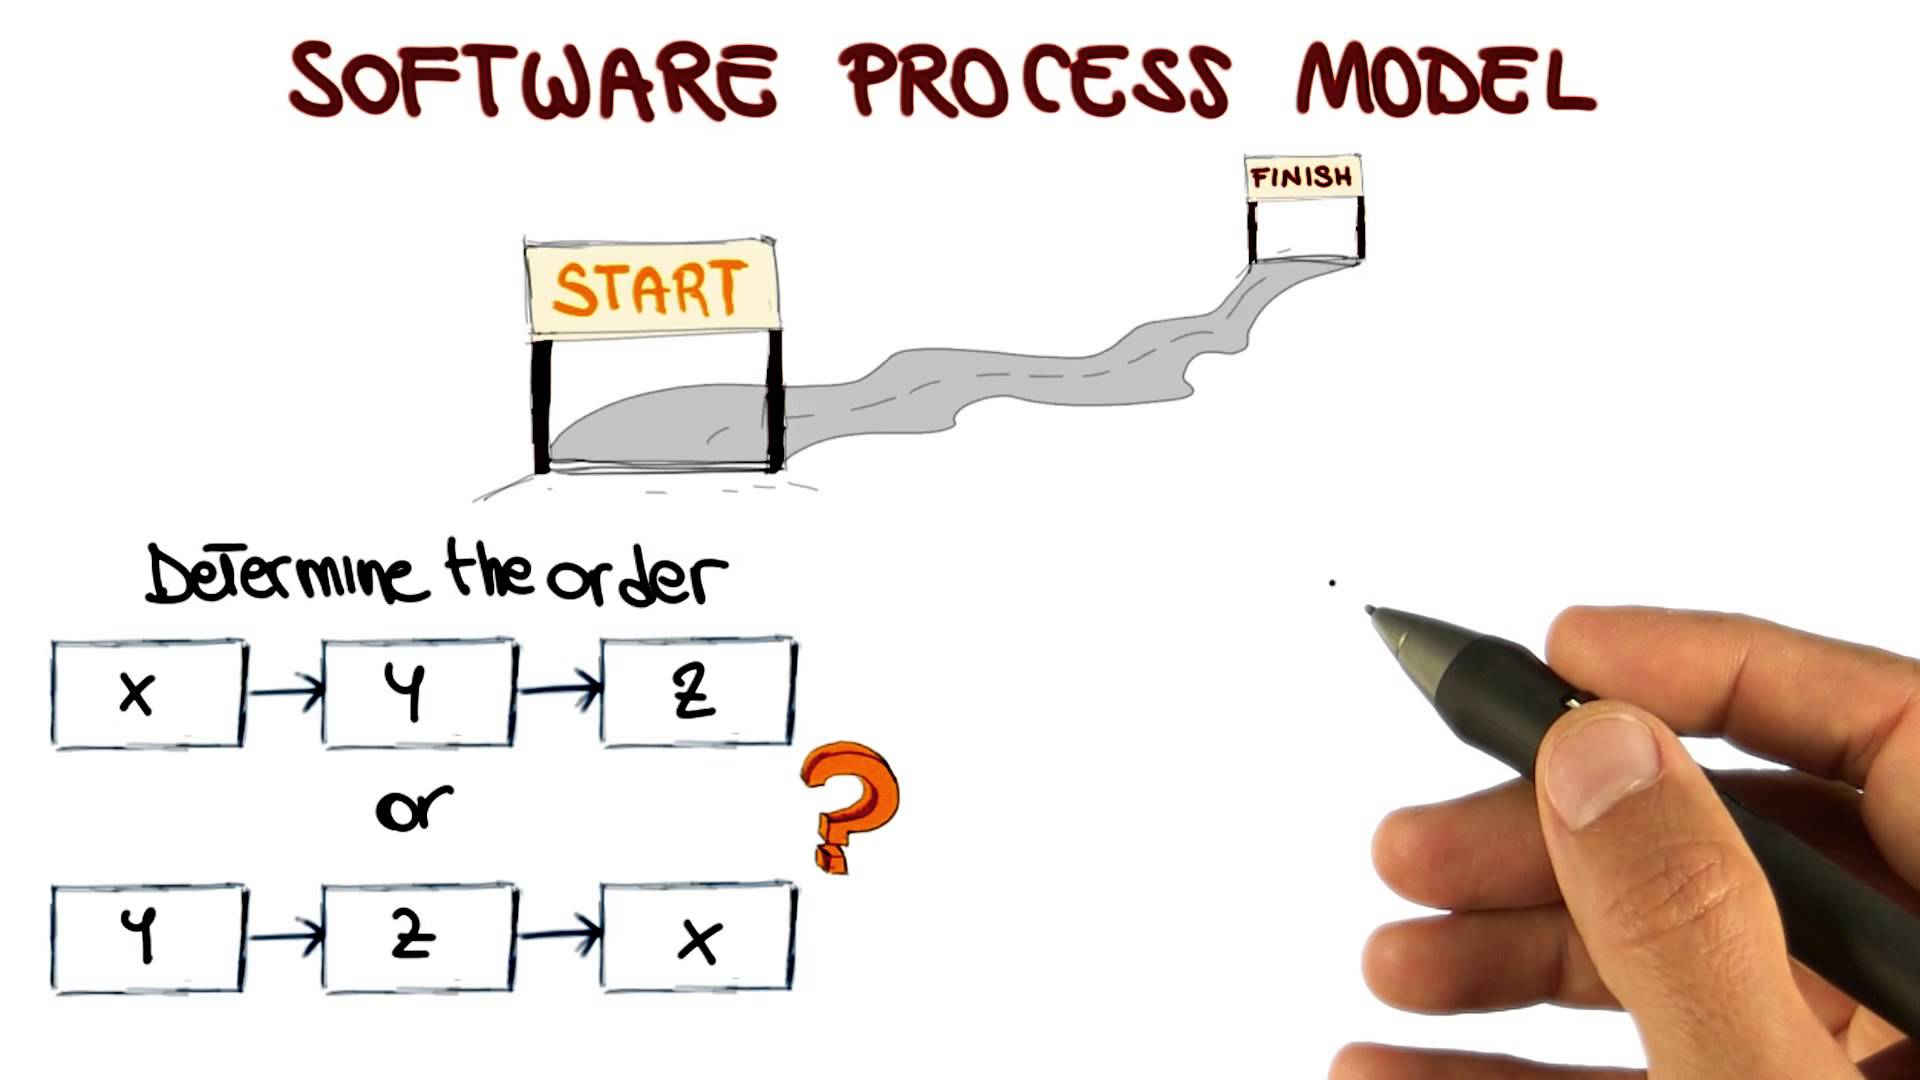 SOFTWARE PROCESS MODEL
FINISH
START
Determine the order
X Y Z
or
?
Y Z X